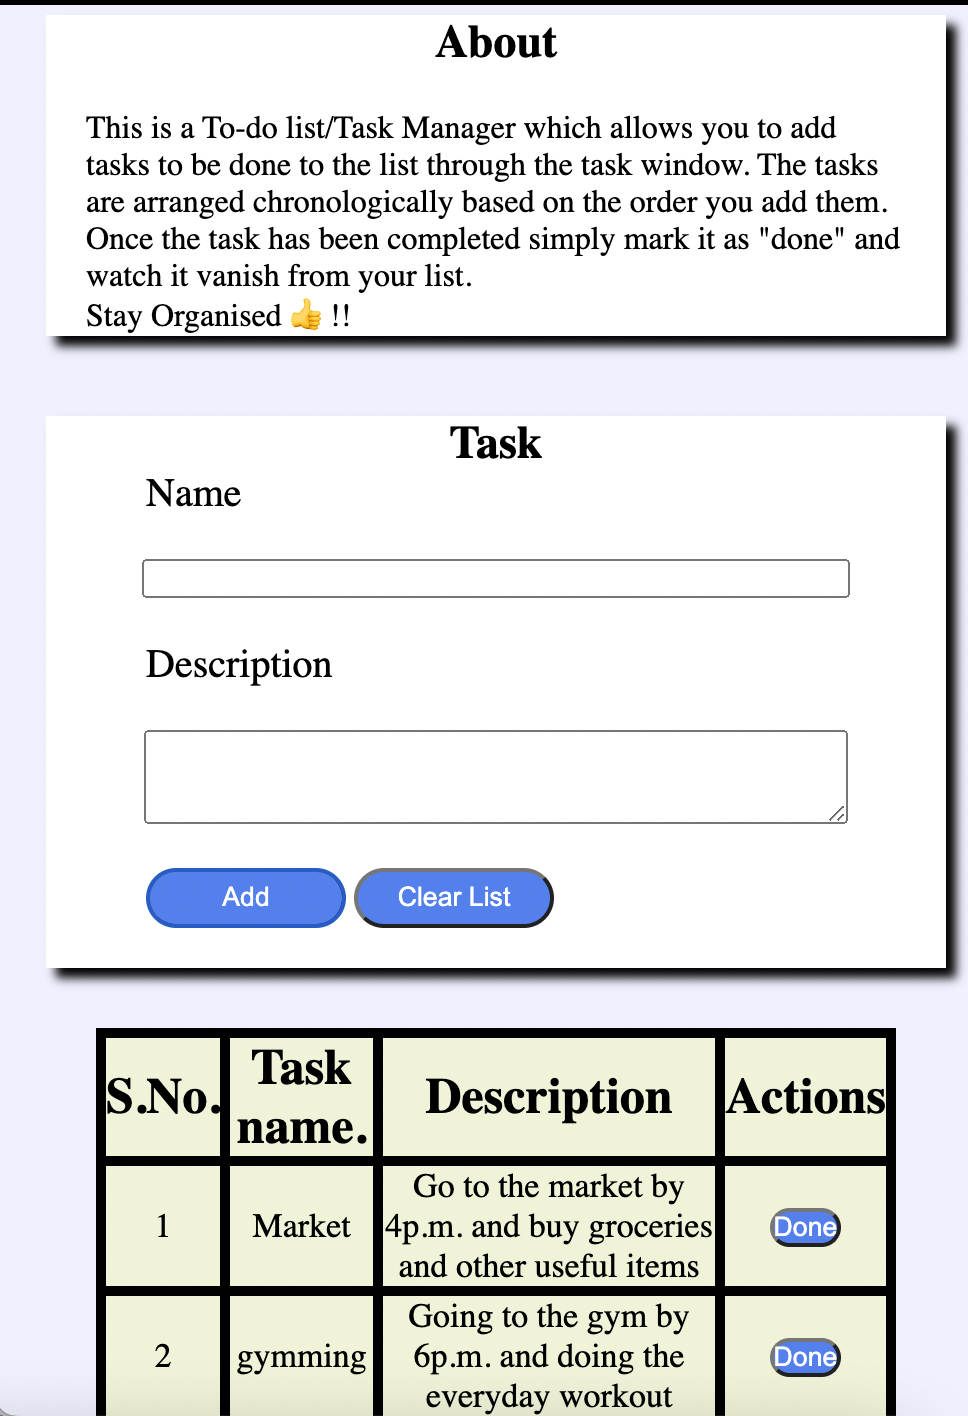 About
This is a To-do list/Task Manager which allows you to add
tasks to be done to the list through the task window. The tasks
are arranged chronologically based on the order you add them.
Once the task has been completed simply mark it as "done" and
watch it vanish from your list.
Stay Organised 👍 !!
Task
Name
Description
Add
Clear List
S.No.
Task
name.
Description
Actions
1
Market
Go to the market by
4p.m. and buy groceries
and other useful items
Done
2
gymming
Going to the gym by
6p.m. and doing the
everyday workout
Done